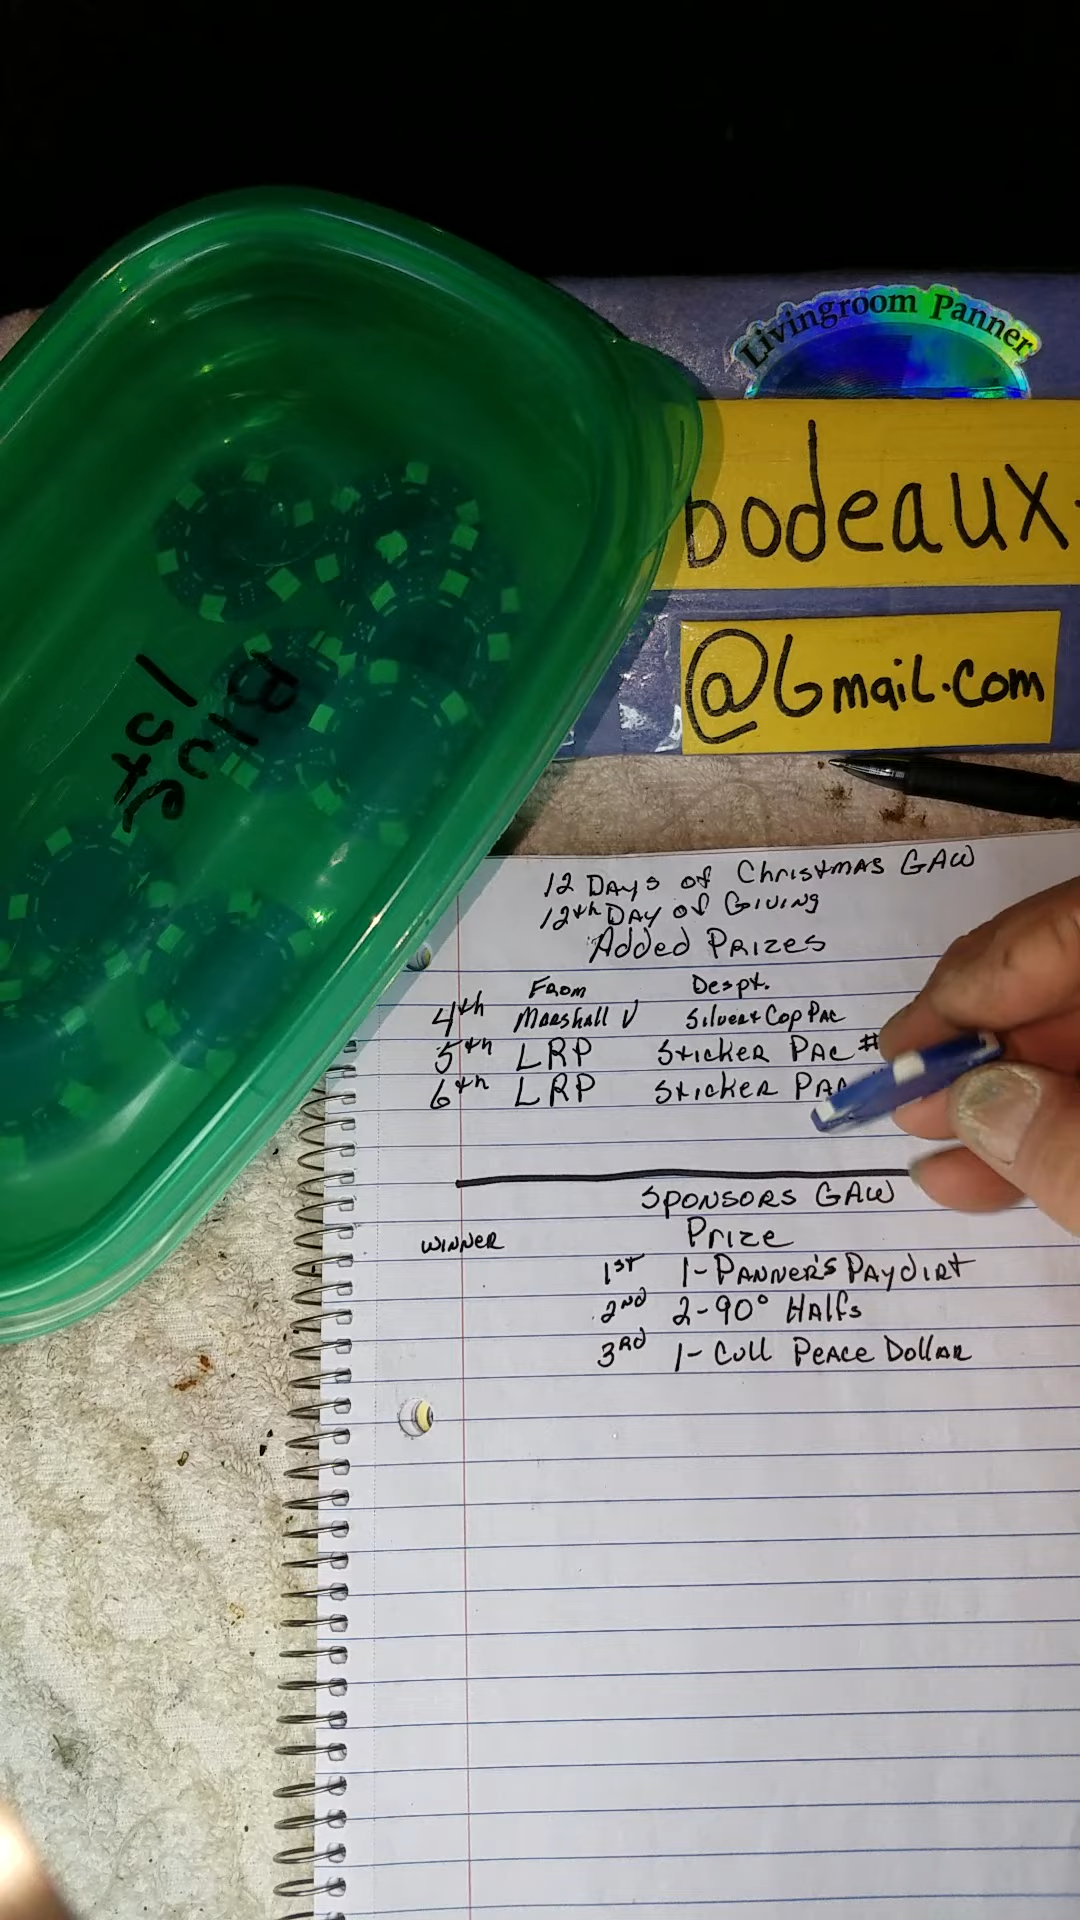 Livingroom Panner
bodeaux.
@Gmail.com
Blue
1st
12 Days of Christmas GAW
12th Day of Giving
Added Prizes
From Despt.
4th Marshall V Silver+Cop Pac
5th LRP Sticker Pac #
6th LRP Sticker Pac
Sponsors GAW
Winner Prize
1st 1-Panner's Paydirt
2nd 2-90° Halfs
3rd 1-Cull Peace Dollar